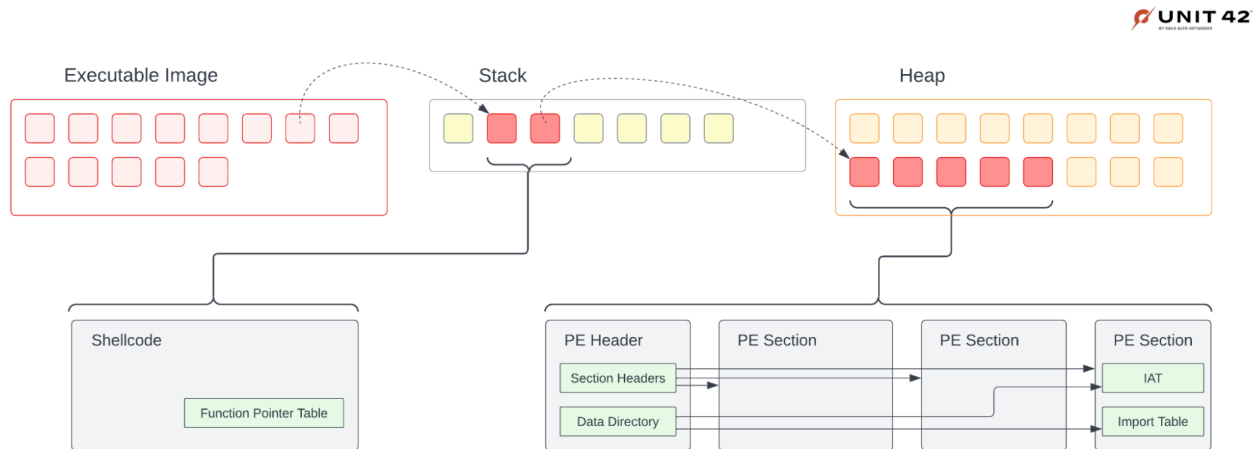 UNIT 42
BY PALO ALTO NETWORKS
Executable Image
Stack
Heap
Shellcode
Function Pointer Table
PE Header
Section Headers
Data Directory
PE Section
PE Section
PE Section
IAT
Import Table